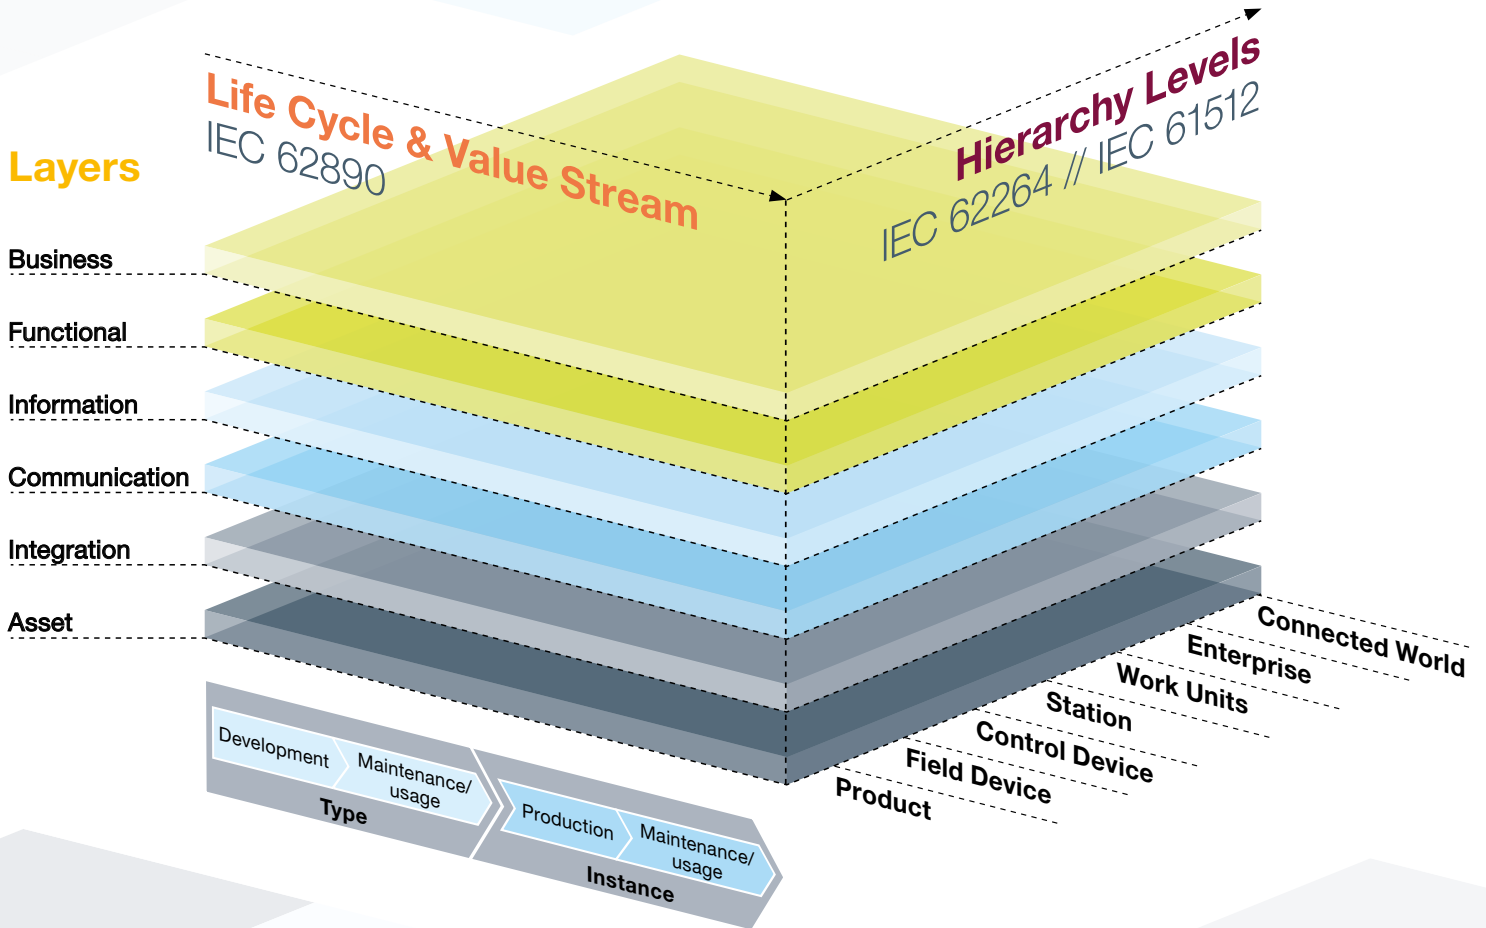 Life Cycle & Value Stream
IEC 62890
Hierarchy Levels
IEC 62264 // IEC 61512
Layers
Business
Functional
Information
Communication
Integration
Asset
Connected World
Enterprise
Work Units
Station
Control Device
Field Device
Product
Development
Maintenance/
usage
Type
Production
Maintenance/
usage
Instance